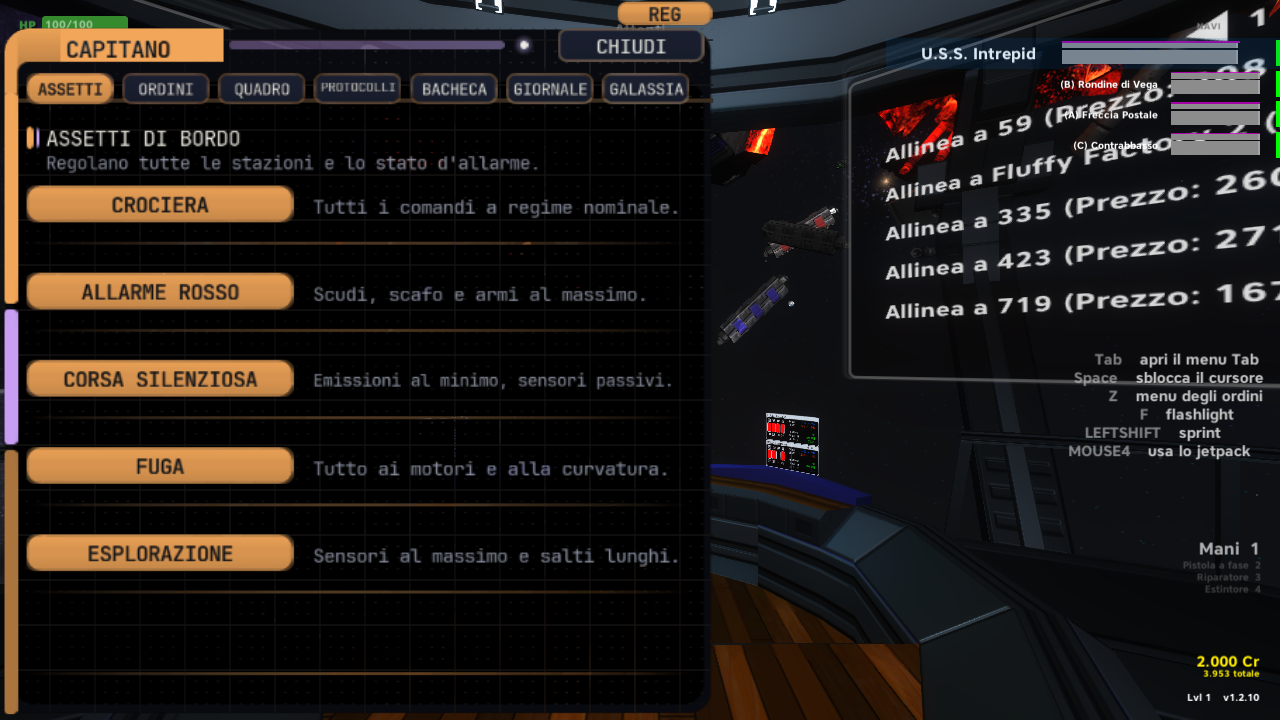 HP 100/100
REG
CAPITANO
CHIUDI
ASSETTI
ORDINI
QUADRO
PROTOCOLLI
BACHECA
GIORNALE
GALASSIA
ASSETTI DI BORDO
Regolano tutte le stazioni e lo stato d'allarme.
CROCIERA
Tutti i comandi a regime nominale.
ALLARME ROSSO
Scudi, scafo e armi al massimo.
CORSA SILENZIOSA
Emissioni al minimo, sensori passivi.
FUGA
Tutto ai motori e alla curvatura.
ESPLORAZIONE
Sensori al massimo e salti lunghi.
NAVI 1
U.S.S. Intrepid
(B) Rondine di Vega
(A) Freccia Postale
(C) Contrabbasso
Allinea a 59 (Prezzo:
Allinea a Fluffy Factory
Allinea a 335 (Prezzo: 260
Allinea a 423 (Prezzo: 271
Allinea a 719 (Prezzo: 167
Tab apri il menu Tab
Space sblocca il cursore
Z menu degli ordini
F flashlight
LEFTSHIFT sprint
MOUSE4 usa lo jetpack
Mani 1
Pistola a fase 2
Riparatore 3
Estintore 4
2.000 Cr
3.953 totale
Lvl 1 v1.2.10